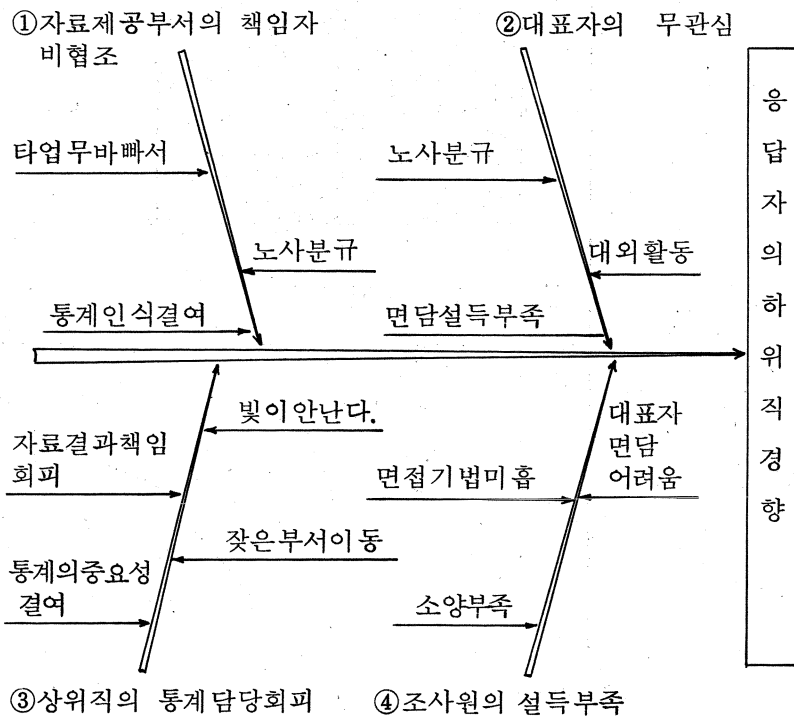 ①자료제공부서의 책임자
비협조
②대표자의 무관심
타업무바빠서
노사분규
노사분규
대외활동
통계인식결여
면담설득부족
빛이안난다.
자료결과책임
회피
잦은부서이동
통계의중요성
결여
대표자
면담
어려움
면접기법미흡
소양부족
③상위직의 통계담당회피
④조사원의 설득부족
응
답
자
의
하
위
직
경
향